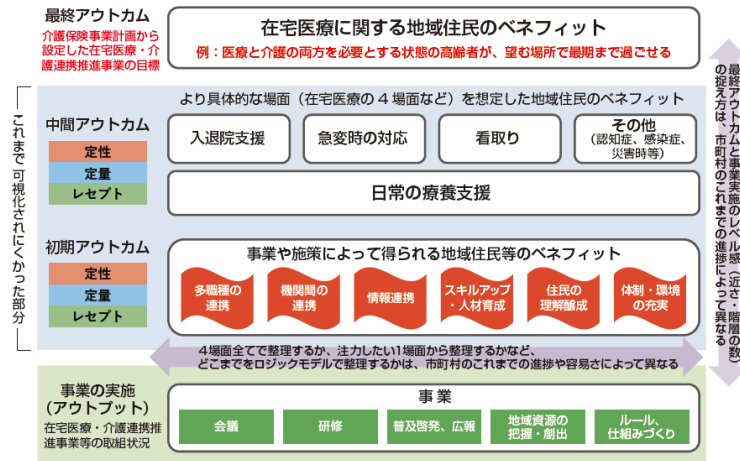 最終アウトカム
介護保険事業計画から
設定した在宅医療・介
護連携推進事業の目標
在宅医療に関する地域住民のベネフィット
例：医療と介護の両方を必要とする状態の高齢者が、望む場所で最期まで過ごせる
これまで可視化されにくかった部分
中間アウトカム
定性
定量
レセプト
より具体的な場面（在宅医療の4場面など）を想定した地域住民のベネフィット
入退院支援
急変時の対応
看取り
その他
（認知症、感染症、
災害時等）
日常の療養支援
初期アウトカム
定性
定量
レセプト
事業や施策によって得られる地域住民等のベネフィット
多職種の
連携
機関間の
連携
情報連携
スキルアップ
・人材育成
住民の
理解醸成
体制・環境
の充実
4場面全てで整理するか、注力したい1場面から整理するかなど、
どこまでをロジックモデルで整理するかは、市町村のこれまでの進捗や容易さによって異なる
事業の実施
（アウトプット）
在宅医療・介護連携推
進事業等の取組状況
事業
会議
研修
普及啓発、広報
地域資源の
把握・創出
ルール、
仕組みづくり
最終アウトカムと事業実施のレベル感（近さ・階層の数）
の捉え方は、市町村のこれまでの進捗によって異なる